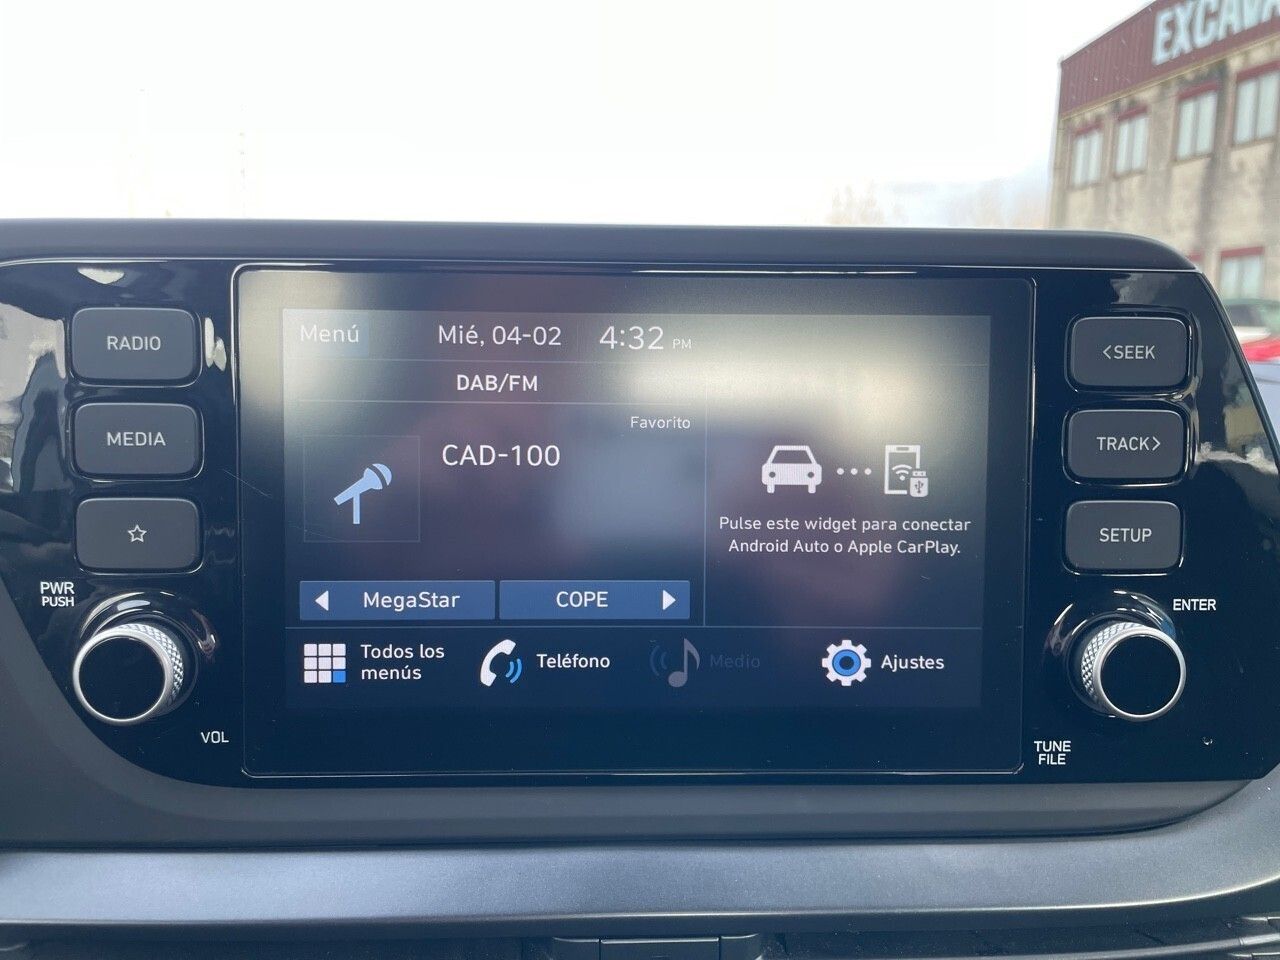 EXCAVA
RADIO
MEDIA
PWR
PUSH
VOL
Menú
Mié, 04-02
4:32 PM
DAB/FM
Favorito
CAD-100
MegaStar
COPE
Pulse este widget para conectar
Android Auto o Apple CarPlay.
Todos los
menús
Teléfono
Medio
Ajustes
<SEEK
TRACK>
SETUP
ENTER
TUNE
FILE